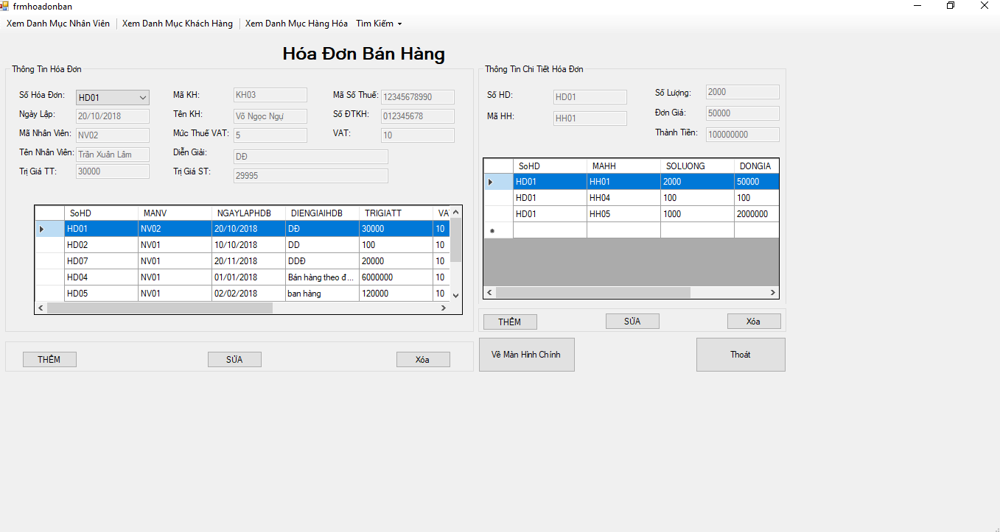 frmhoadonban
Xem Danh Mục Nhân Viên Xem Danh Mục Khách Hàng Xem Danh Mục Hàng Hóa Tìm Kiếm
Hóa Đơn Bán Hàng
Thông Tin Hóa Đơn
Số Hóa Đơn: HD01 Mã KH: KH03 Mã Số Thuế: 12345678990
Ngày Lập: 20/10/2018 Tên KH: Võ Ngọc Ngự Số ĐTKH: 012345678
Mã Nhân Viên: NV02 Mức Thuế VAT: 5 VAT: 10
Tên Nhân Viên: Trần Xuân Lâm Diễn Giải: DĐ
Trị Giá TT: 30000 Trị Giá ST: 29995
SoHD MANV NGAYLAPHDB DIENGIAIHDB TRIGIATT VAT
HD01 NV02 20/10/2018 DĐ 30000 10
HD02 NV01 10/10/2018 DD 100 10
HD07 NV01 20/11/2018 DDĐ 20000 10
HD04 NV01 01/01/2018 Bán hàng theo đ... 6000000 10
HD05 NV01 02/02/2018 ban hàng 120000 10
THÊM SỬA Xóa
Thông Tin Chi Tiết Hóa Đơn
Số HD: HD01 Số Lượng: 2000
Mã HH: HH01 Đơn Giá: 50000
Thành Tiền: 100000000
SoHD MAHH SOLUONG DONGIA
HD01 HH01 2000 50000
HD01 HH04 100 100
HD01 HH05 1000 2000000
THÊM SỬA Xóa
Về Màn Hình Chính Thoát